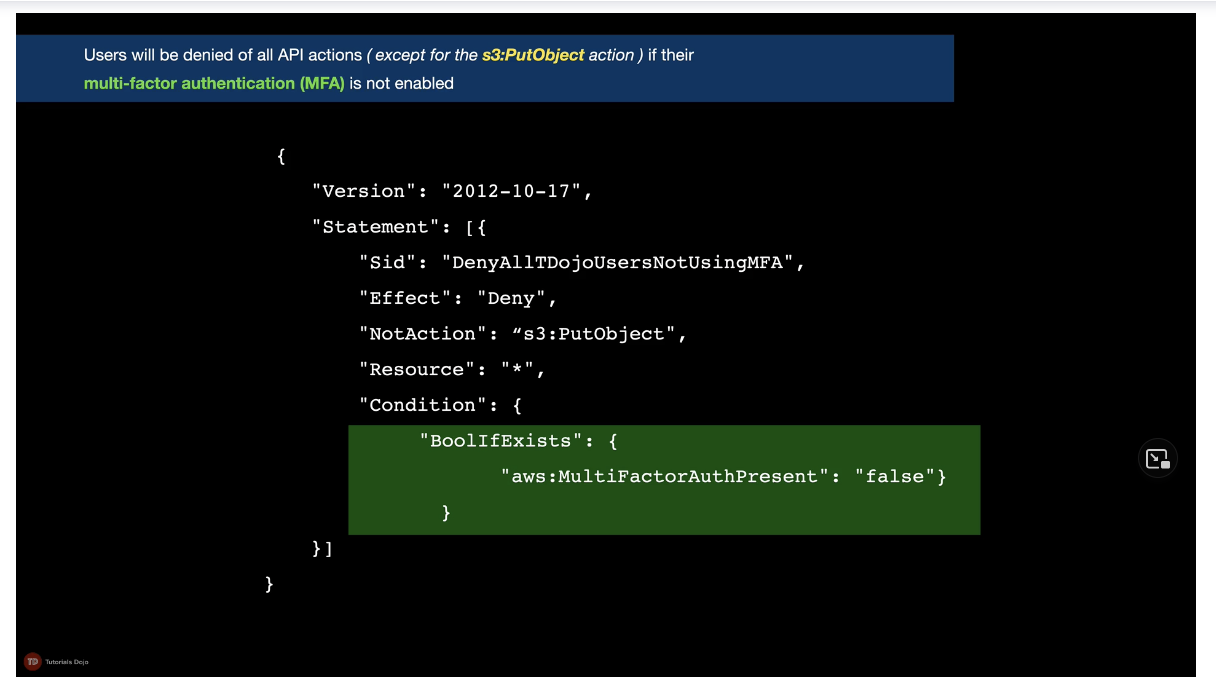 Users will be denied of all API actions ( except for the s3:PutObject action ) if their
multi-factor authentication (MFA) is not enabled
{
"Version": "2012-10-17",
"Statement": [{
"Sid": "DenyAllTDojoUsersNotUsingMFA",
"Effect": "Deny",
"NotAction": “s3:PutObject",
"Resource": "*",
"Condition": {
"BoolIfExists": {
"aws:MultiFactorAuthPresent": "false"}
}
}]
}
TD Tutorials Dojo